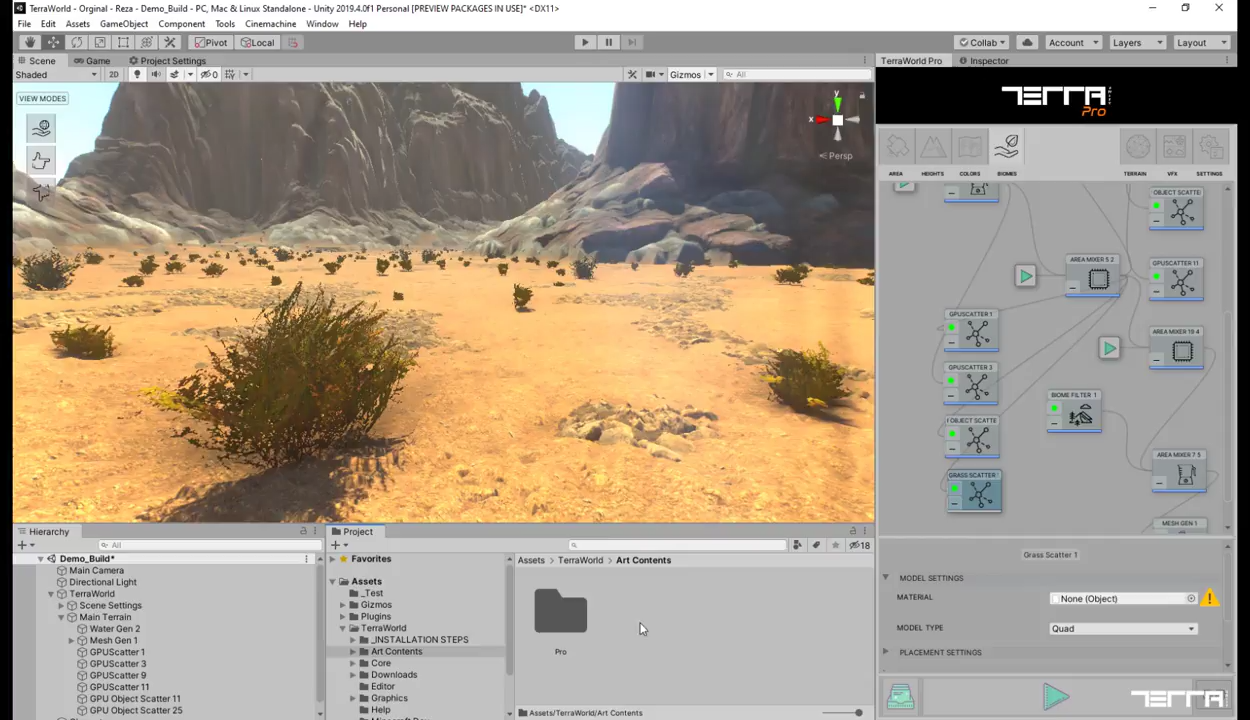 TerraWorld - Orginal - Reza - Demo_Build - PC, Mac & Linux Standalone - Unity 2019.4.0f1 Personal [PREVIEW PACKAGES IN USE]* <DX11>
File Edit Assets GameObject Component Tools Cinemachine Window Help
Pivot Local Collab Account Layers Layout
Scene Game Project Settings TerraWorld Pro Inspector
Shaded 2D 0 Gizmos All
VIEW MODES
y
x
Persp
TERRA
Pro
AREA HEIGHTS COLORS BIOMES TERRAIN VFX SETTINGS
OBJECT SCATTE
AREA MIXER 5 2
GPUSCATTER 11
GPUSCATTER 1
AREA MIXER 19 4
GPUSCATTER 3
BIOME FILTER 1
OBJECT SCATTE
AREA MIXER 7 5
GRASS SCATTER
MESH GEN 1
Grass Scatter 1
MODEL SETTINGS
MATERIAL None (Object)
MODEL TYPE Quad
PLACEMENT SETTINGS
TERRA
Hierarchy
All
Demo_Build*
Main Camera
Directional Light
TerraWorld
Scene Settings
Main Terrain
Water Gen 2
Mesh Gen 1
GPUScatter 1
GPUScatter 3
GPUScatter 9
GPUScatter 11
GPU Object Scatter 11
GPU Object Scatter 25
Project
18
Favorites
Assets
_Test
Gizmos
Plugins
TerraWorld
_INSTALLATION STEPS
Art Contents
Core
Downloads
Editor
Graphics
Help
Assets > TerraWorld > Art Contents
Pro
Assets/TerraWorld/Art Contents